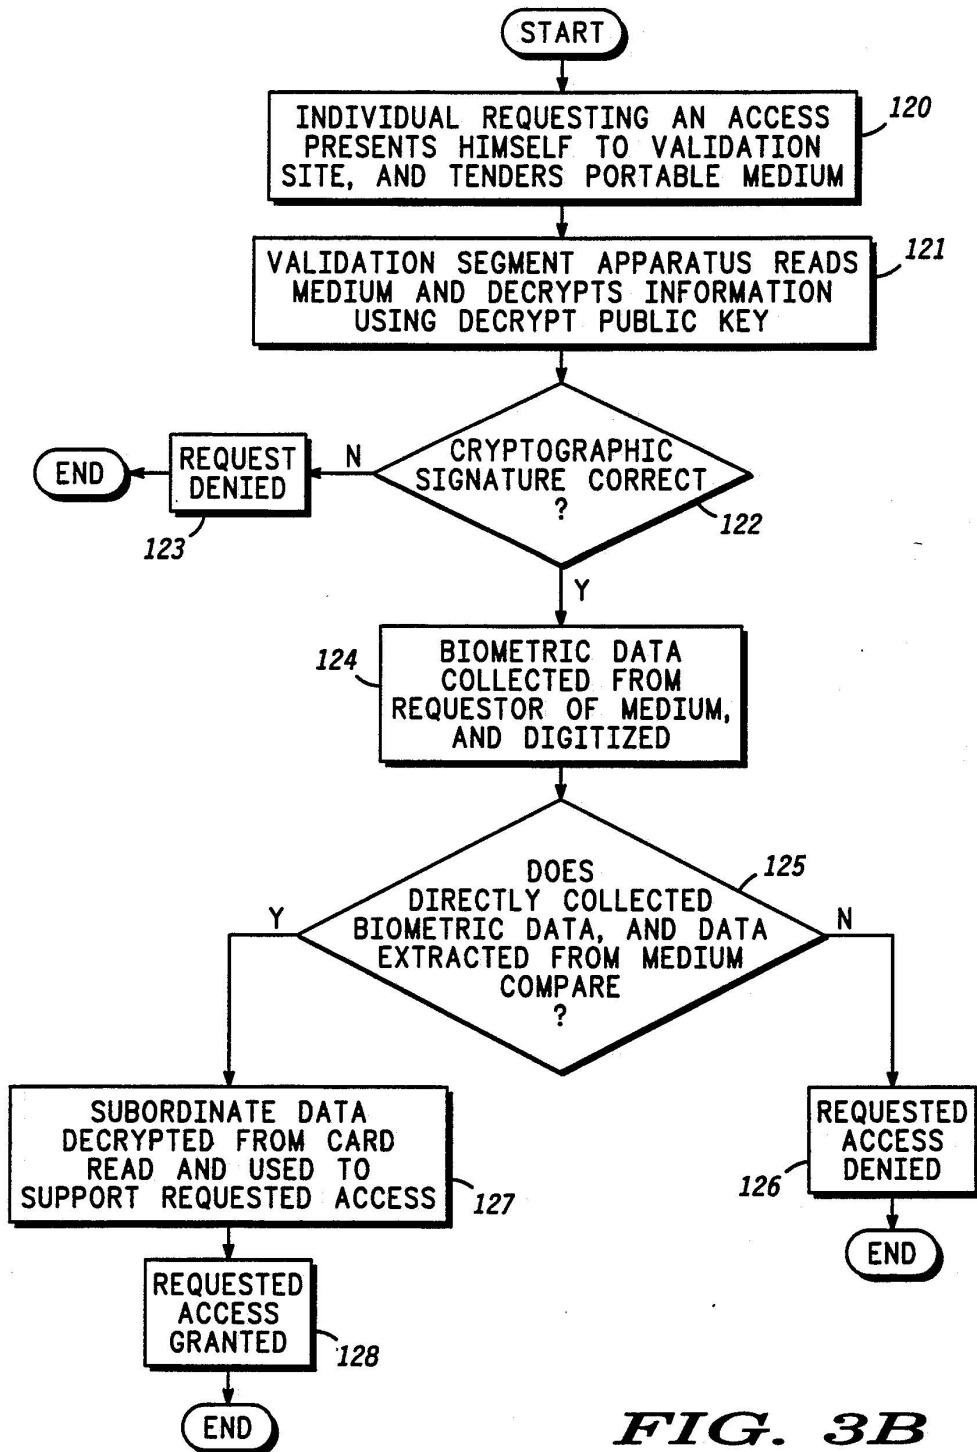 START
INDIVIDUAL REQUESTING AN ACCESS
PRESENTS HIMSELF TO VALIDATION
SITE, AND TENDERS PORTABLE MEDIUM
120
VALIDATION SEGMENT APPARATUS READS
MEDIUM AND DECRYPTS INFORMATION
USING DECRYPT PUBLIC KEY
121
CRYPTOGRAPHIC
SIGNATURE CORRECT
?
122
N
REQUEST
DENIED
123
END
Y
BIOMETRIC DATA
COLLECTED FROM
REQUESTOR OF MEDIUM,
AND DIGITIZED
124
DOES
DIRECTLY COLLECTED
BIOMETRIC DATA, AND DATA
EXTRACTED FROM MEDIUM
COMPARE
?
125
Y
N
SUBORDINATE DATA
DECRYPTED FROM CARD
READ AND USED TO
SUPPORT REQUESTED ACCESS
127
REQUESTED
ACCESS
DENIED
126
END
REQUESTED
ACCESS
GRANTED
128
END
FIG. 3B